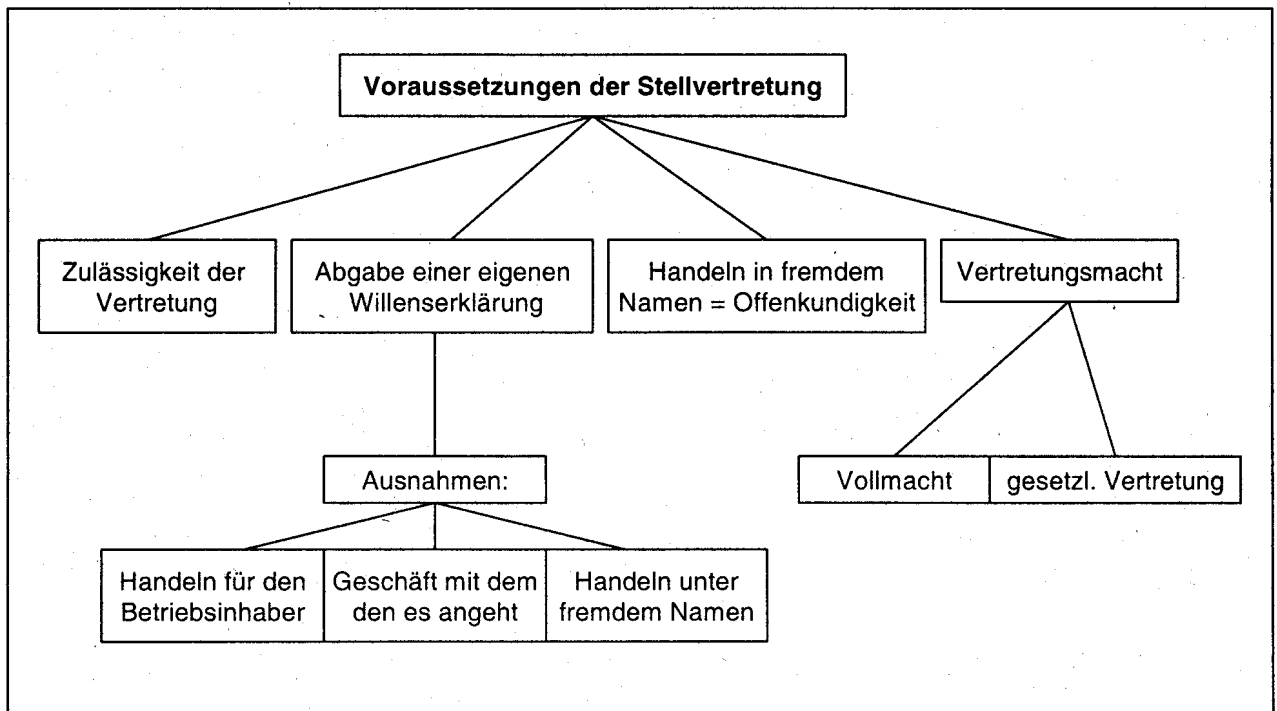 Voraussetzungen der Stellvertretung
Zulässigkeit der
Vertretung
Abgabe einer eigenen
Willenserklärung
Handeln in fremdem
Namen = Offenkundigkeit
Vertretungsmacht
Ausnahmen:
Vollmacht
gesetzl. Vertretung
Handeln für den
Betriebsinhaber
Geschäft mit dem
den es angeht
Handeln unter
fremdem Namen